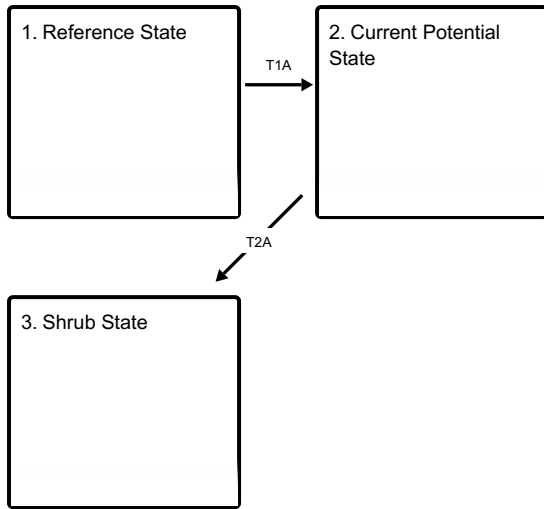 1. Reference State
T1A
2. Current Potential
State
T2A
3. Shrub State